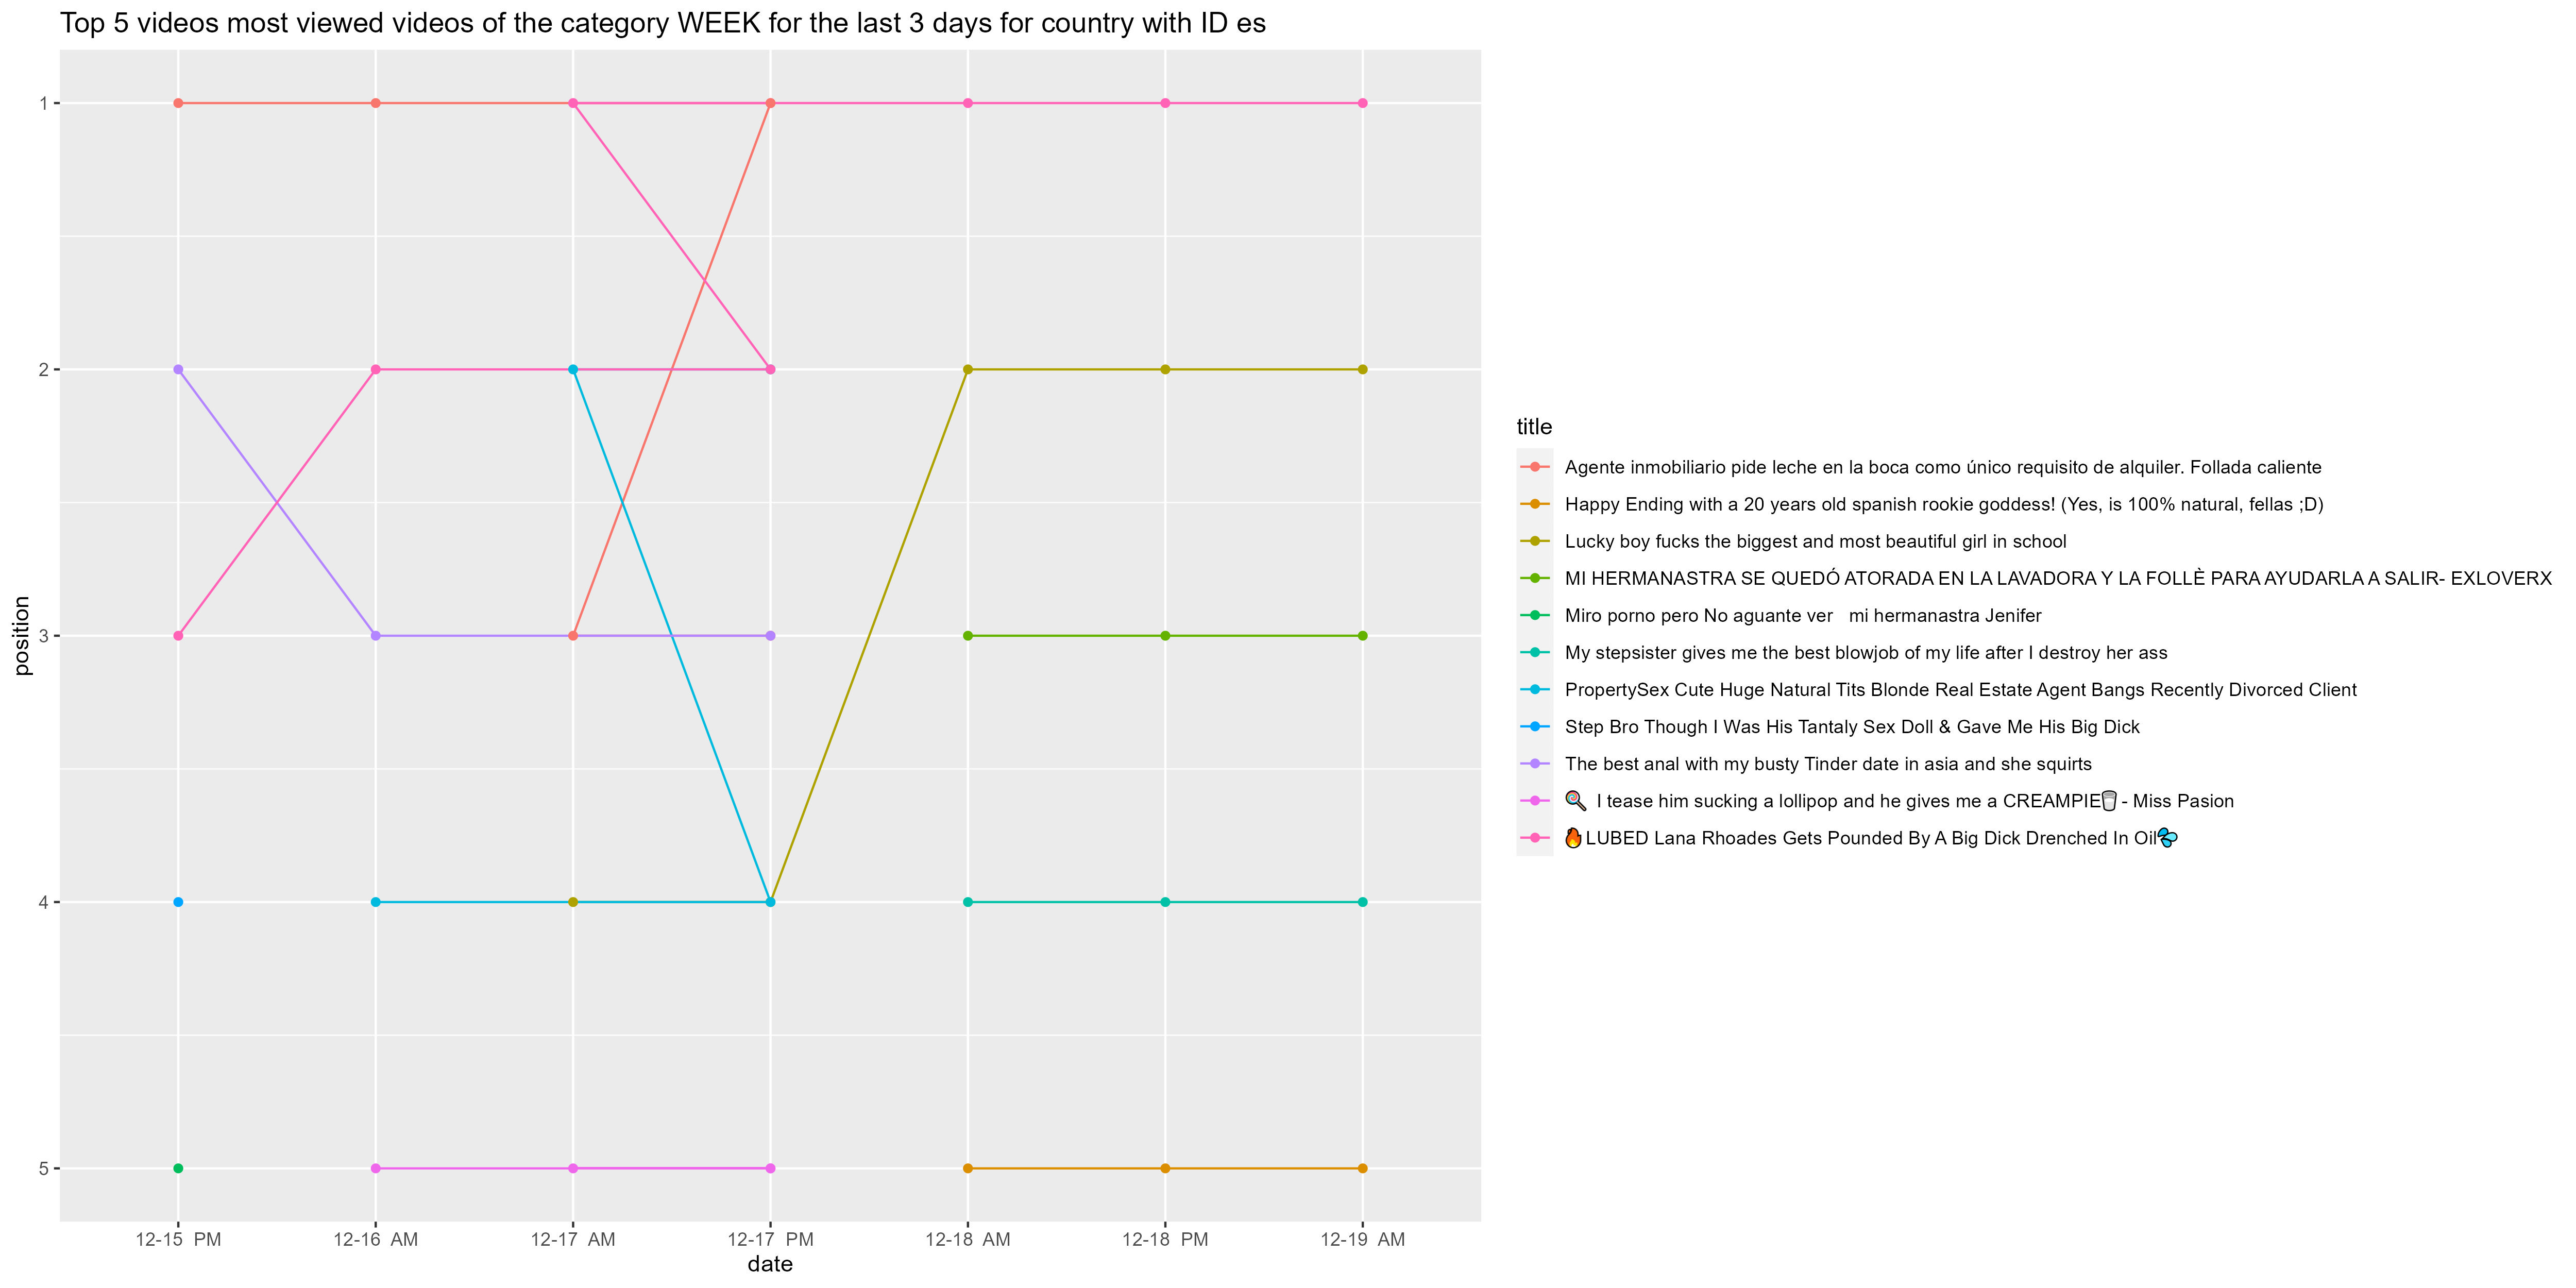 Top 5 videos most viewed videos of the category WEEK for the last 3 days for country with ID es
position
1
2
3
4
5
12-15 PM
12-16 AM
12-17 AM
12-17 PM
12-18 AM
12-18 PM
12-19 AM
date
title
Agente inmobiliario pide leche en la boca como único requisito de alquiler. Follada caliente
Happy Ending with a 20 years old spanish rookie goddess! (Yes, is 100% natural, fellas ;D)
Lucky boy fucks the biggest and most beautiful girl in school
MI HERMANASTRA SE QUEDÓ ATORADA EN LA LAVADORA Y LA FOLLÈ PARA AYUDARLA A SALIR- EXLOVERX
Miro porno pero No aguante ver mi hermanastra Jenifer
My stepsister gives me the best blowjob of my life after I destroy her ass
PropertySex Cute Huge Natural Tits Blonde Real Estate Agent Bangs Recently Divorced Client
Step Bro Though I Was His Tantaly Sex Doll & Gave Me His Big Dick
The best anal with my busty Tinder date in asia and she squirts
🍭 I tease him sucking a lollipop and he gives me a CREAMPIE🥛 - Miss Pasion
🔥LUBED Lana Rhoades Gets Pounded By A Big Dick Drenched In Oil💦